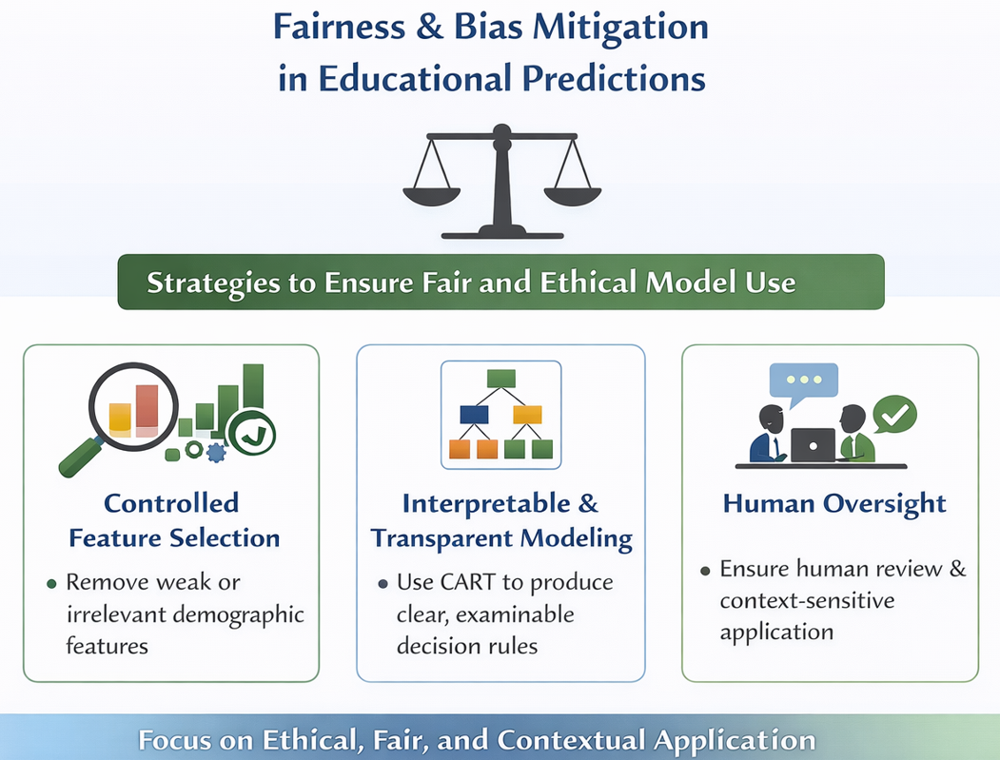 Fairness & Bias Mitigation
in Educational Predictions
Strategies to Ensure Fair and Ethical Model Use
Controlled
Feature Selection
• Remove weak or
irrelevant demographic
features
Interpretable &
Transparent Modeling
• Use CART to produce
clear, examinable
decision rules
Human Oversight
• Ensure human review &
context-sensitive
application
Focus on Ethical, Fair, and Contextual Application